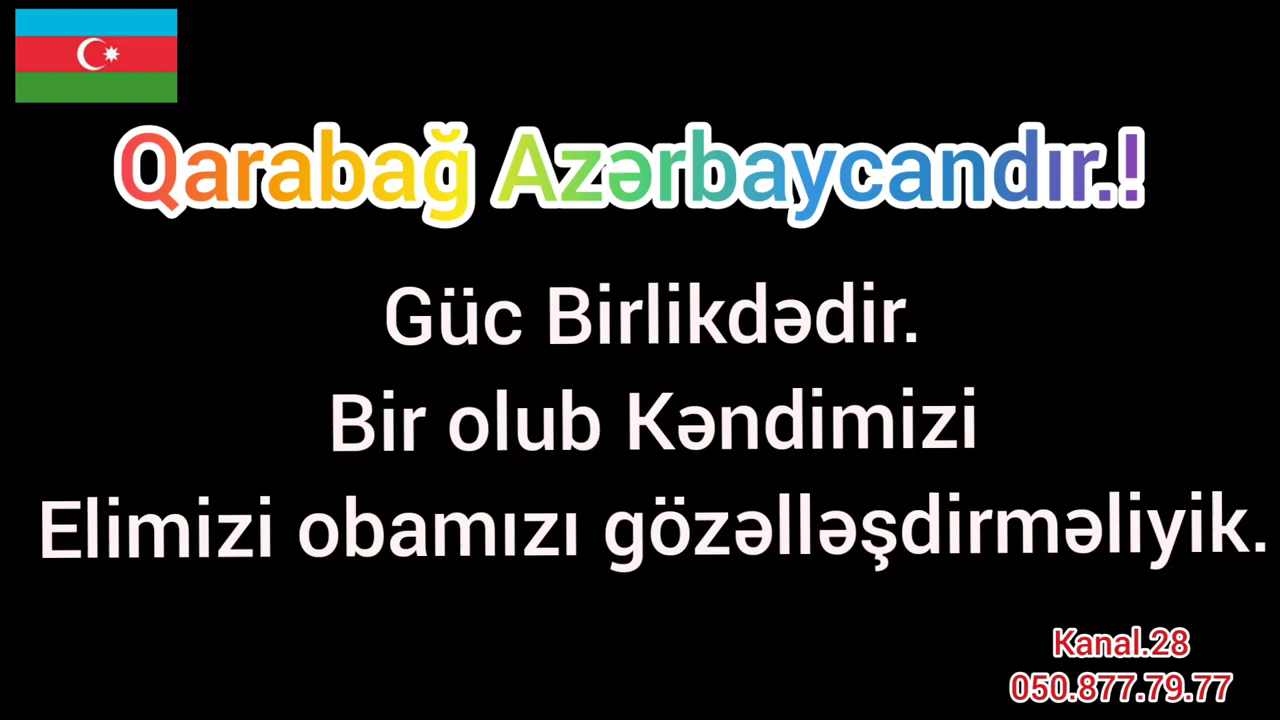 Qarabağ Azərbaycandır.!
Güc Birlikdədir.
Bir olub Kəndimizi
Elimizi obamızı gözəlləşdirməliyik.
Kanal.28
050.877.79.77